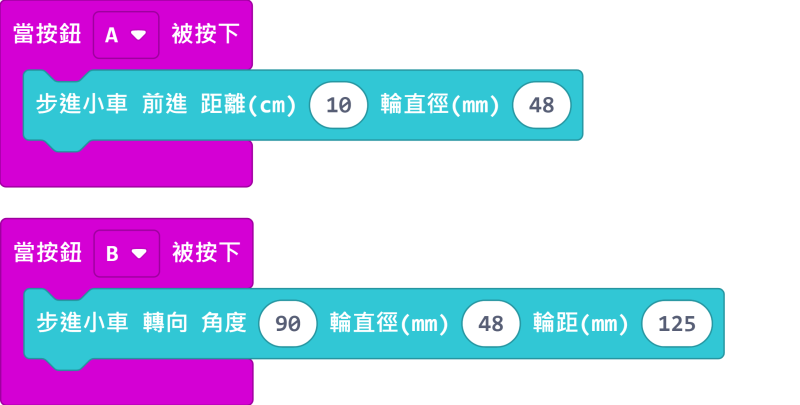 當按鈕 A 被按下
步進小車 前進 距離(cm) 10 輪直徑(mm) 48
當按鈕 B 被按下
步進小車 轉向 角度 90 輪直徑(mm) 48 輪距(mm) 125